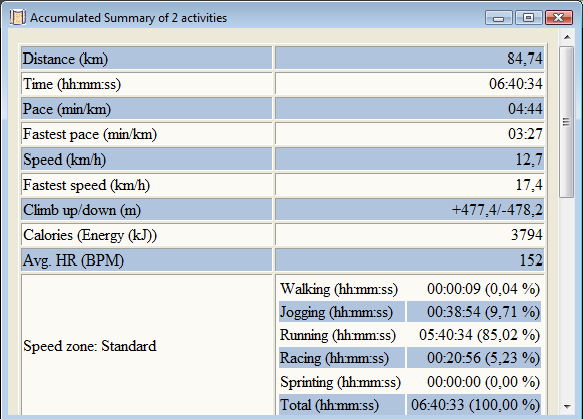 Accumulated Summary of 2 activities
Distance (km) 84,74
Time (hh:mm:ss) 06:40:34
Pace (min/km) 04:44
Fastest pace (min/km) 03:27
Speed (km/h) 12,7
Fastest speed (km/h) 17,4
Climb up/down (m) +477,4/-478,2
Calories (Energy (kJ)) 3794
Avg. HR (BPM) 152
Speed zone: Standard
Walking (hh:mm:ss) 00:00:09 (0,04 %)
Jogging (hh:mm:ss) 00:38:54 (9,71 %)
Running (hh:mm:ss) 05:40:34 (85,02 %)
Racing (hh:mm:ss) 00:20:56 (5,23 %)
Sprinting (hh:mm:ss) 00:00:00 (0,00 %)
Total (hh:mm:ss) 06:40:33 (100,00 %)